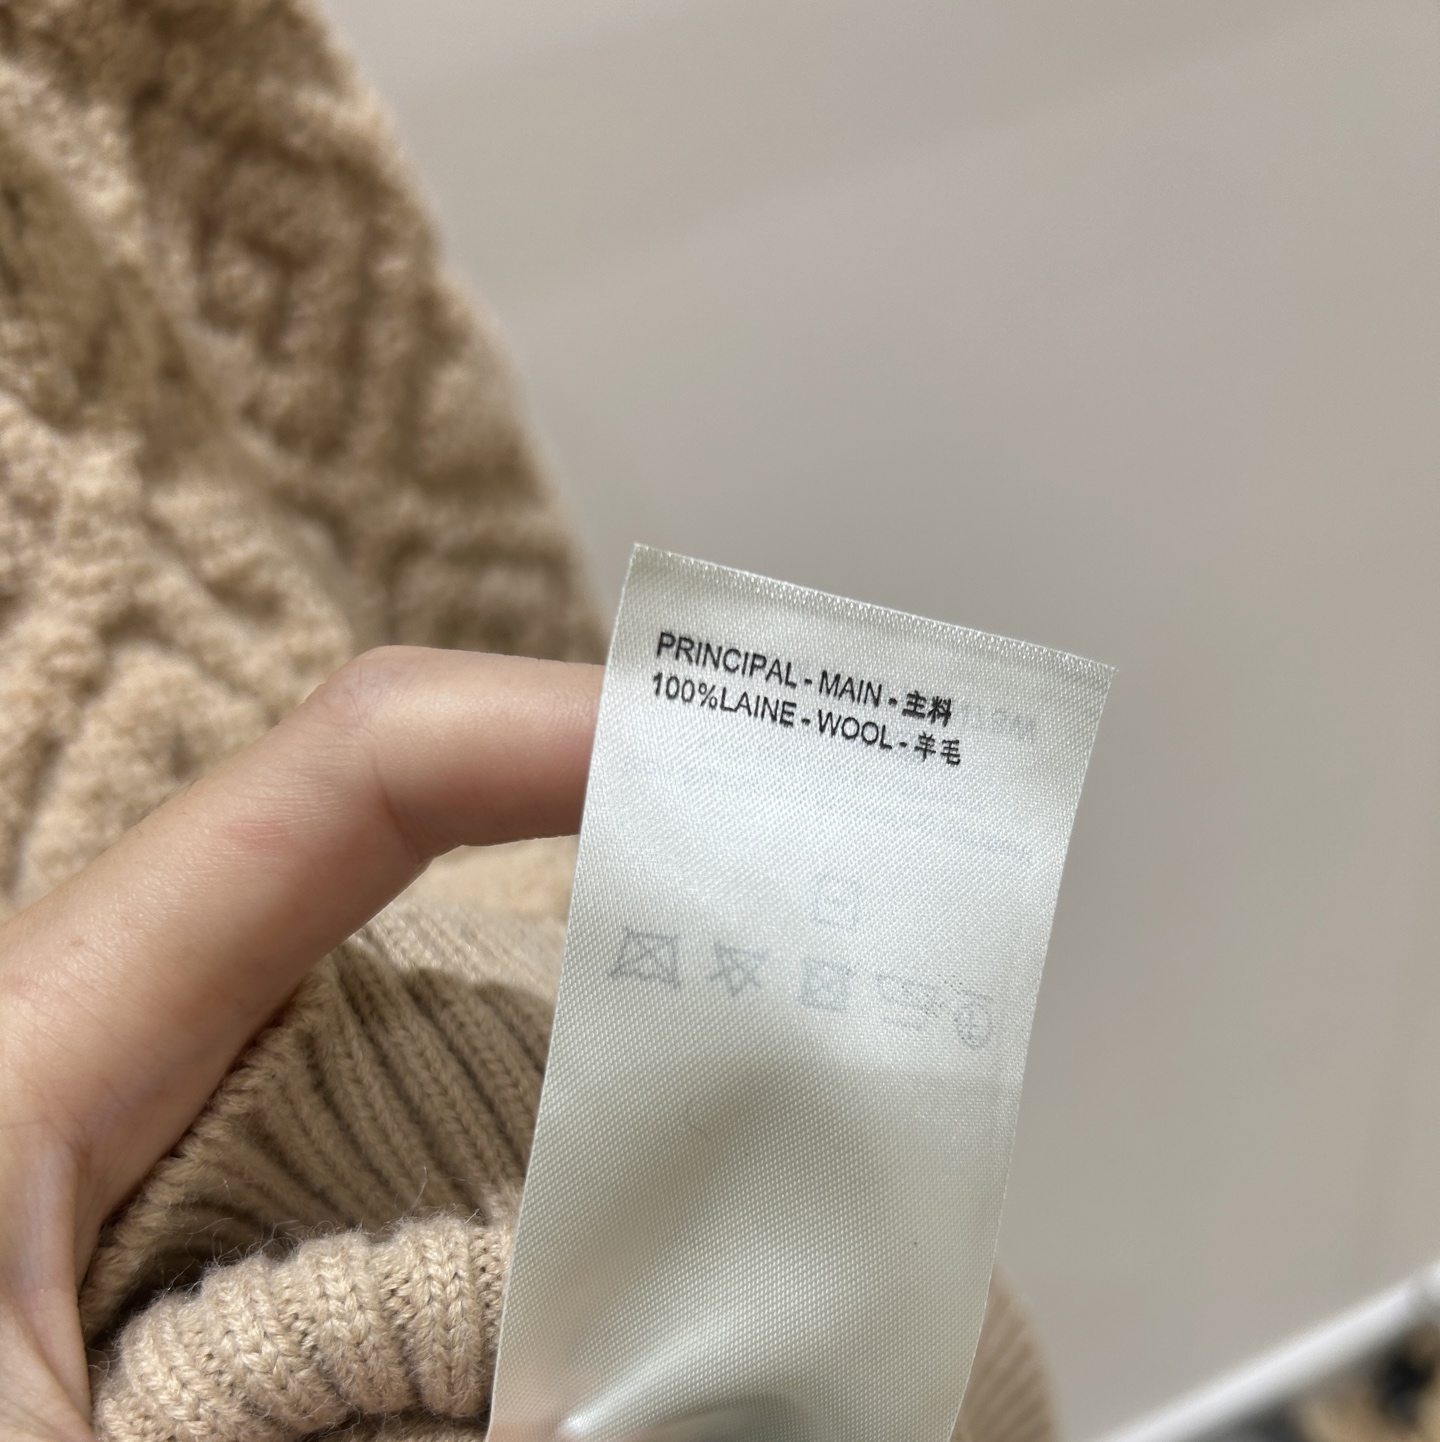 PRINCIPAL - MAIN - 主料
100%LAINE - WOOL - 羊毛